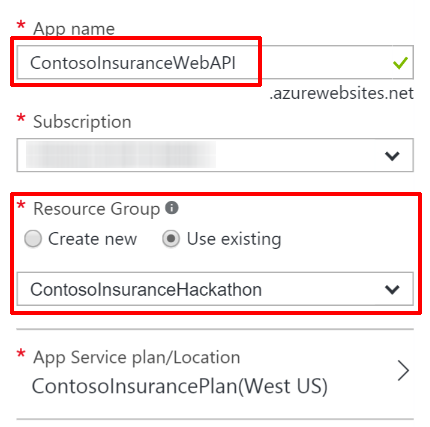 * App name
ContosoInsuranceWebAPI
.azurewebsites.net
* Subscription
* Resource Group
Create new Use existing
ContosoInsuranceHackathon
* App Service plan/Location
ContosoInsurancePlan(West US)